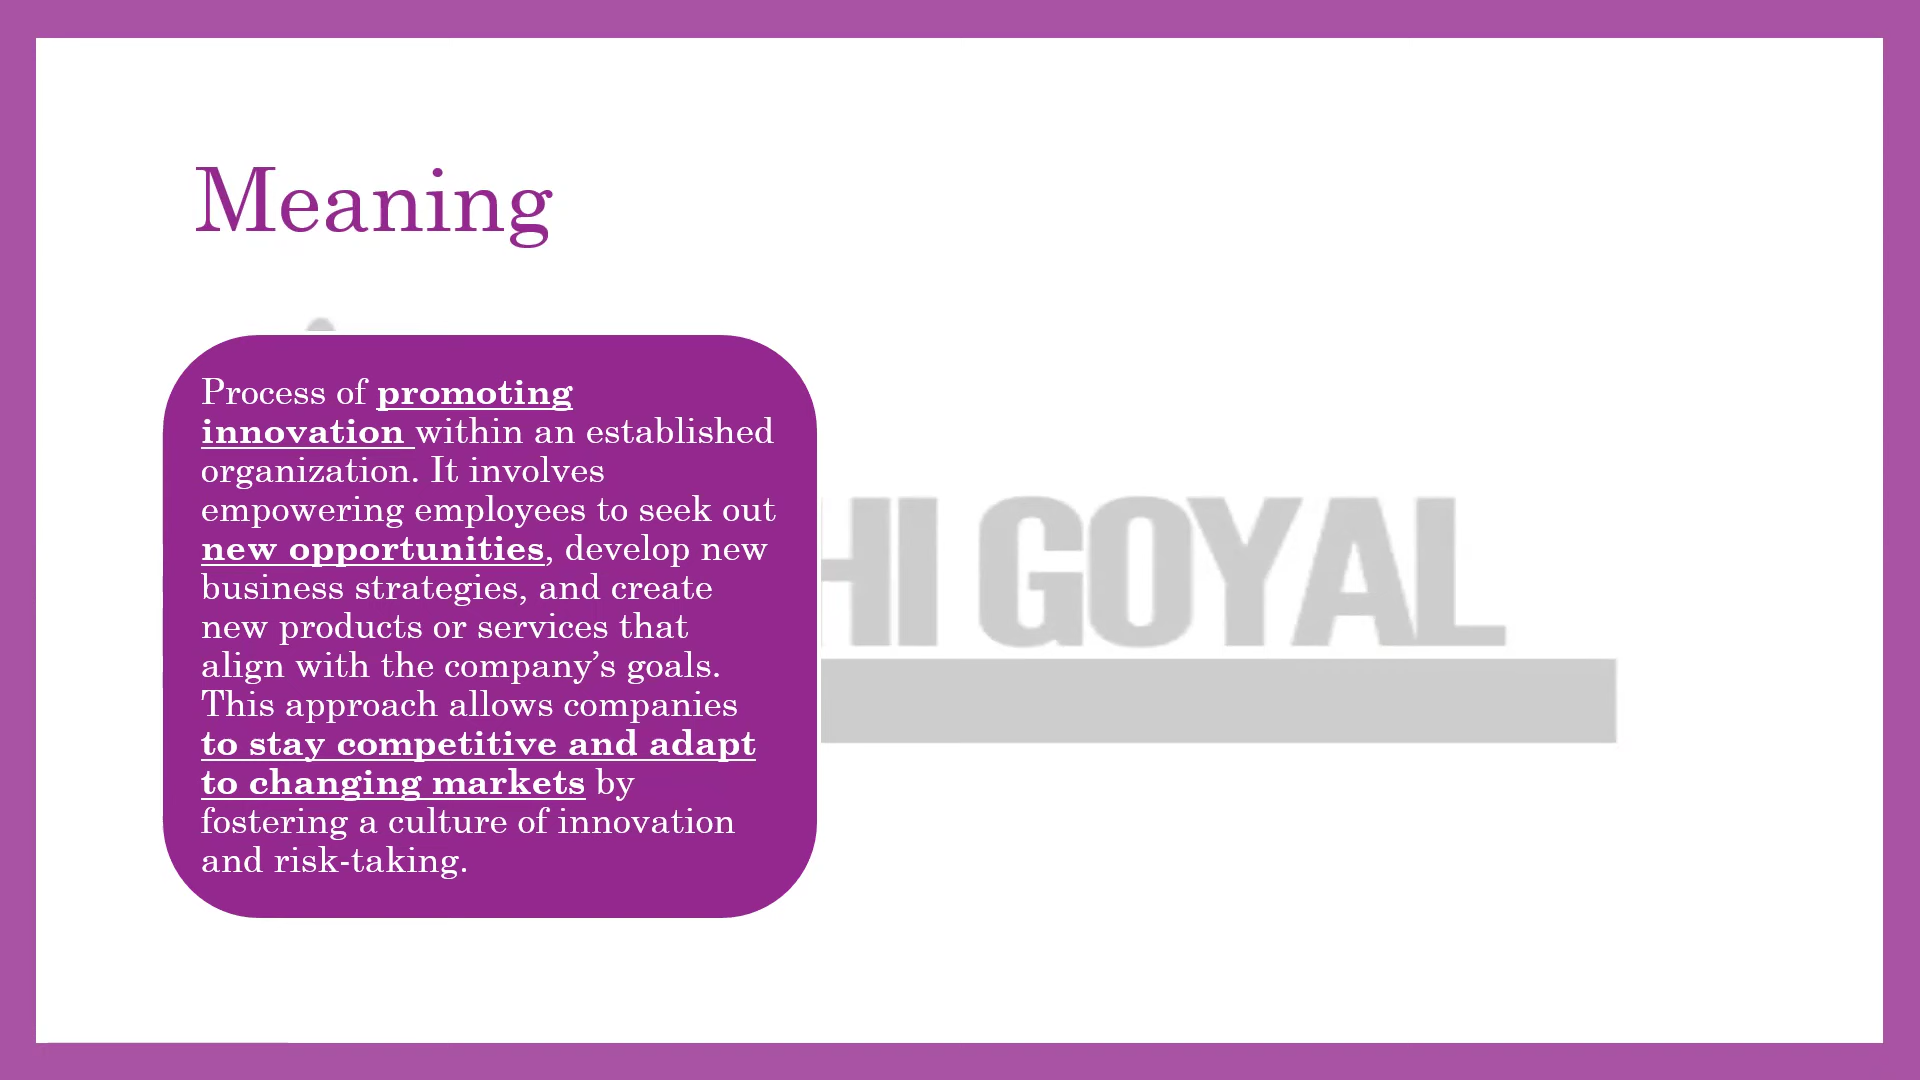 Meaning
Process of promoting
innovation within an established
organization. It involves
empowering employees to seek out
new opportunities, develop new
business strategies, and create
new products or services that
align with the company’s goals.
This approach allows companies
to stay competitive and adapt
to changing markets by
fostering a culture of innovation
and risk-taking.
GOYAL